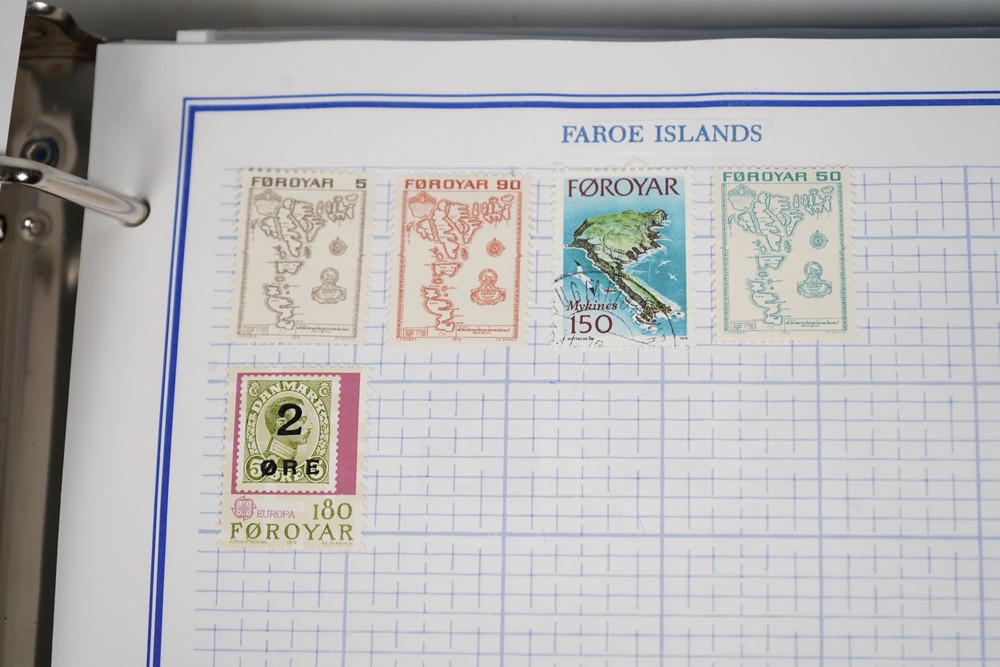 FAROE ISLANDS
FØROYAR 5
FØROYAR 90
FØROYAR
Mykines
150
FØROYAR 50
DANMARK
2
ØRE
EUROPA
180
FØROYAR